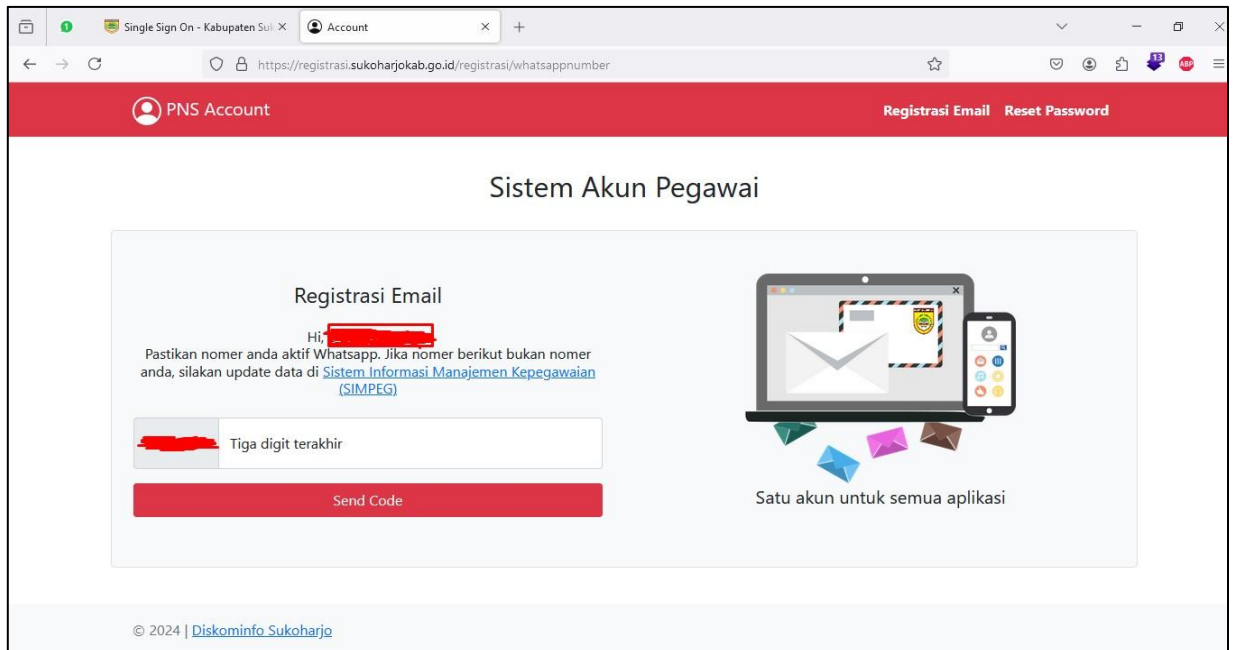 Single Sign On - Kabupaten Suk
Account
https://registrasi.sukoharjokab.go.id/registrasi/whatsappnumber
13
ABP
PNS Account
Registrasi Email
Reset Password
Sistem Akun Pegawai
Registrasi Email
Hi,
Pastikan nomer anda aktif Whatsapp. Jika nomer berikut bukan nomer
anda, silakan update data di Sistem Informasi Manajemen Kepegawaian
(SIMPEG)
Tiga digit terakhir
Send Code
Satu akun untuk semua aplikasi
© 2024 | Diskominfo Sukoharjo